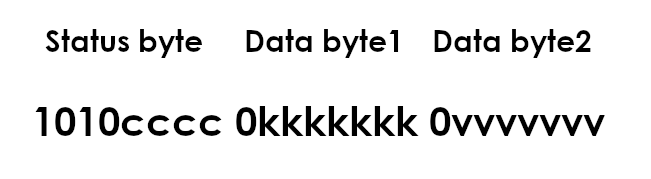 Status byte Data byte1 Data byte2
1010cccc 0kkkkkkk 0vvvvvvv